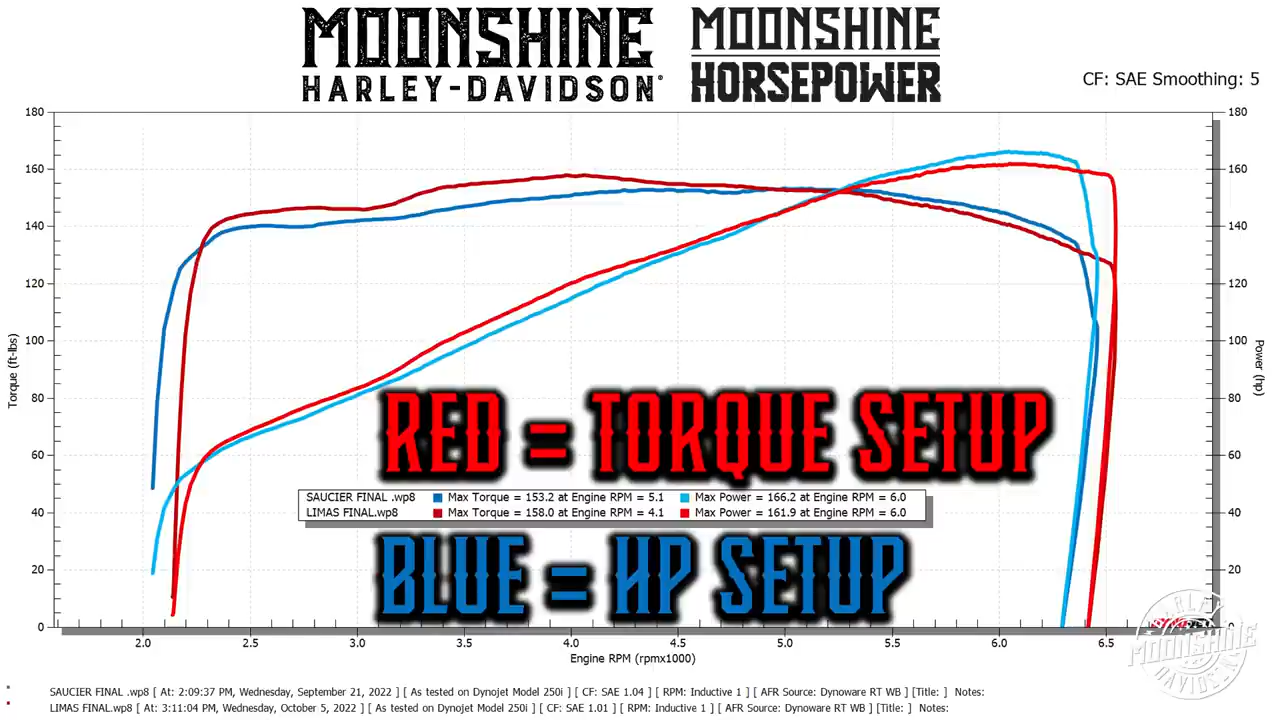 MOONSHINE
HARLEY-DAVIDSON®
MOONSHINE
HORSEPOWER
CF: SAE Smoothing: 5
180 180
160 160
140 140
120 120
100 100
80 80
60 60
40 40
20 20
0 0
Torque (ft-lbs)
Power (hp)
RED = TORQUE SETUP
SAUCIER FINAL .wp8 Max Torque = 153.2 at Engine RPM = 5.1 Max Power = 166.2 at Engine RPM = 6.0
LIMAS FINAL.wp8 Max Torque = 158.0 at Engine RPM = 4.1 Max Power = 161.9 at Engine RPM = 6.0
BLUE = HP SETUP
2.0 2.5 3.0 3.5 4.0 4.5 5.0 5.5 6.0 6.5
Engine RPM (rpmx1000)
HARLEY
MOONSHINE
DAVIDSON
SAUCIER FINAL .wp8 [ At: 2:09:37 PM, Wednesday, September 21, 2022 ] [ As tested on Dynojet Model 250i ] [ CF: SAE 1.04 ] [ RPM: Inductive 1 ] [ AFR Source: Dynoware RT WB ] [Title: ] Notes:
LIMAS FINAL.wp8 [ At: 3:11:04 PM, Wednesday, October 5, 2022 ] [ As tested on Dynojet Model 250i ] [ CF: SAE 1.01 ] [ RPM: Inductive 1 ] [ AFR Source: Dynoware RT WB ] [Title: ] Notes: